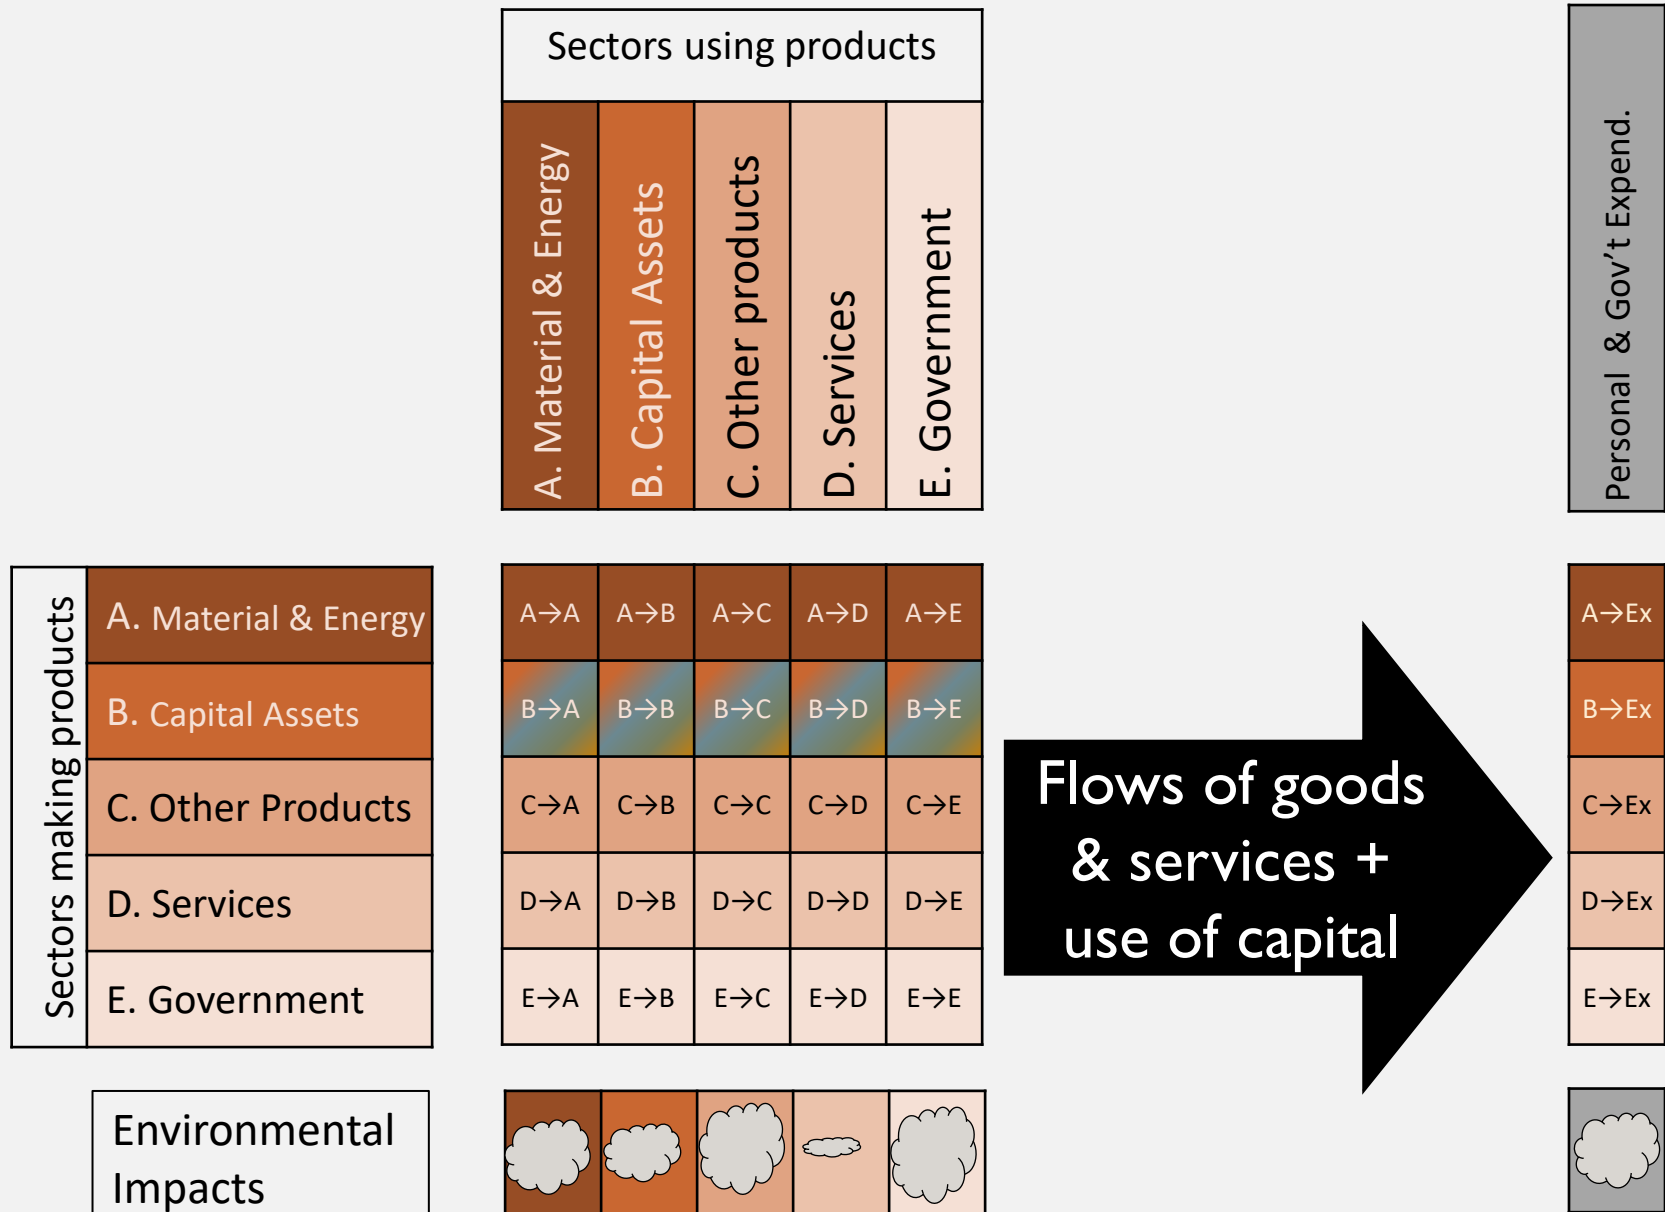 Sectors using products
A. Material & Energy
B. Capital Assets
C. Other products
D. Services
E. Government
Personal & Gov’t Expend.
Sectors making products
A. Material & Energy
A→A A→B A→C A→D A→E
A→Ex
B. Capital Assets
B→A B→B B→C B→D B→E
B→Ex
C. Other Products
C→A C→B C→C C→D C→E
C→Ex
D. Services
D→A D→B D→C D→D D→E
D→Ex
E. Government
E→A E→B E→C E→D E→E
E→Ex
Flows of goods
& services +
use of capital
Environmental
Impacts